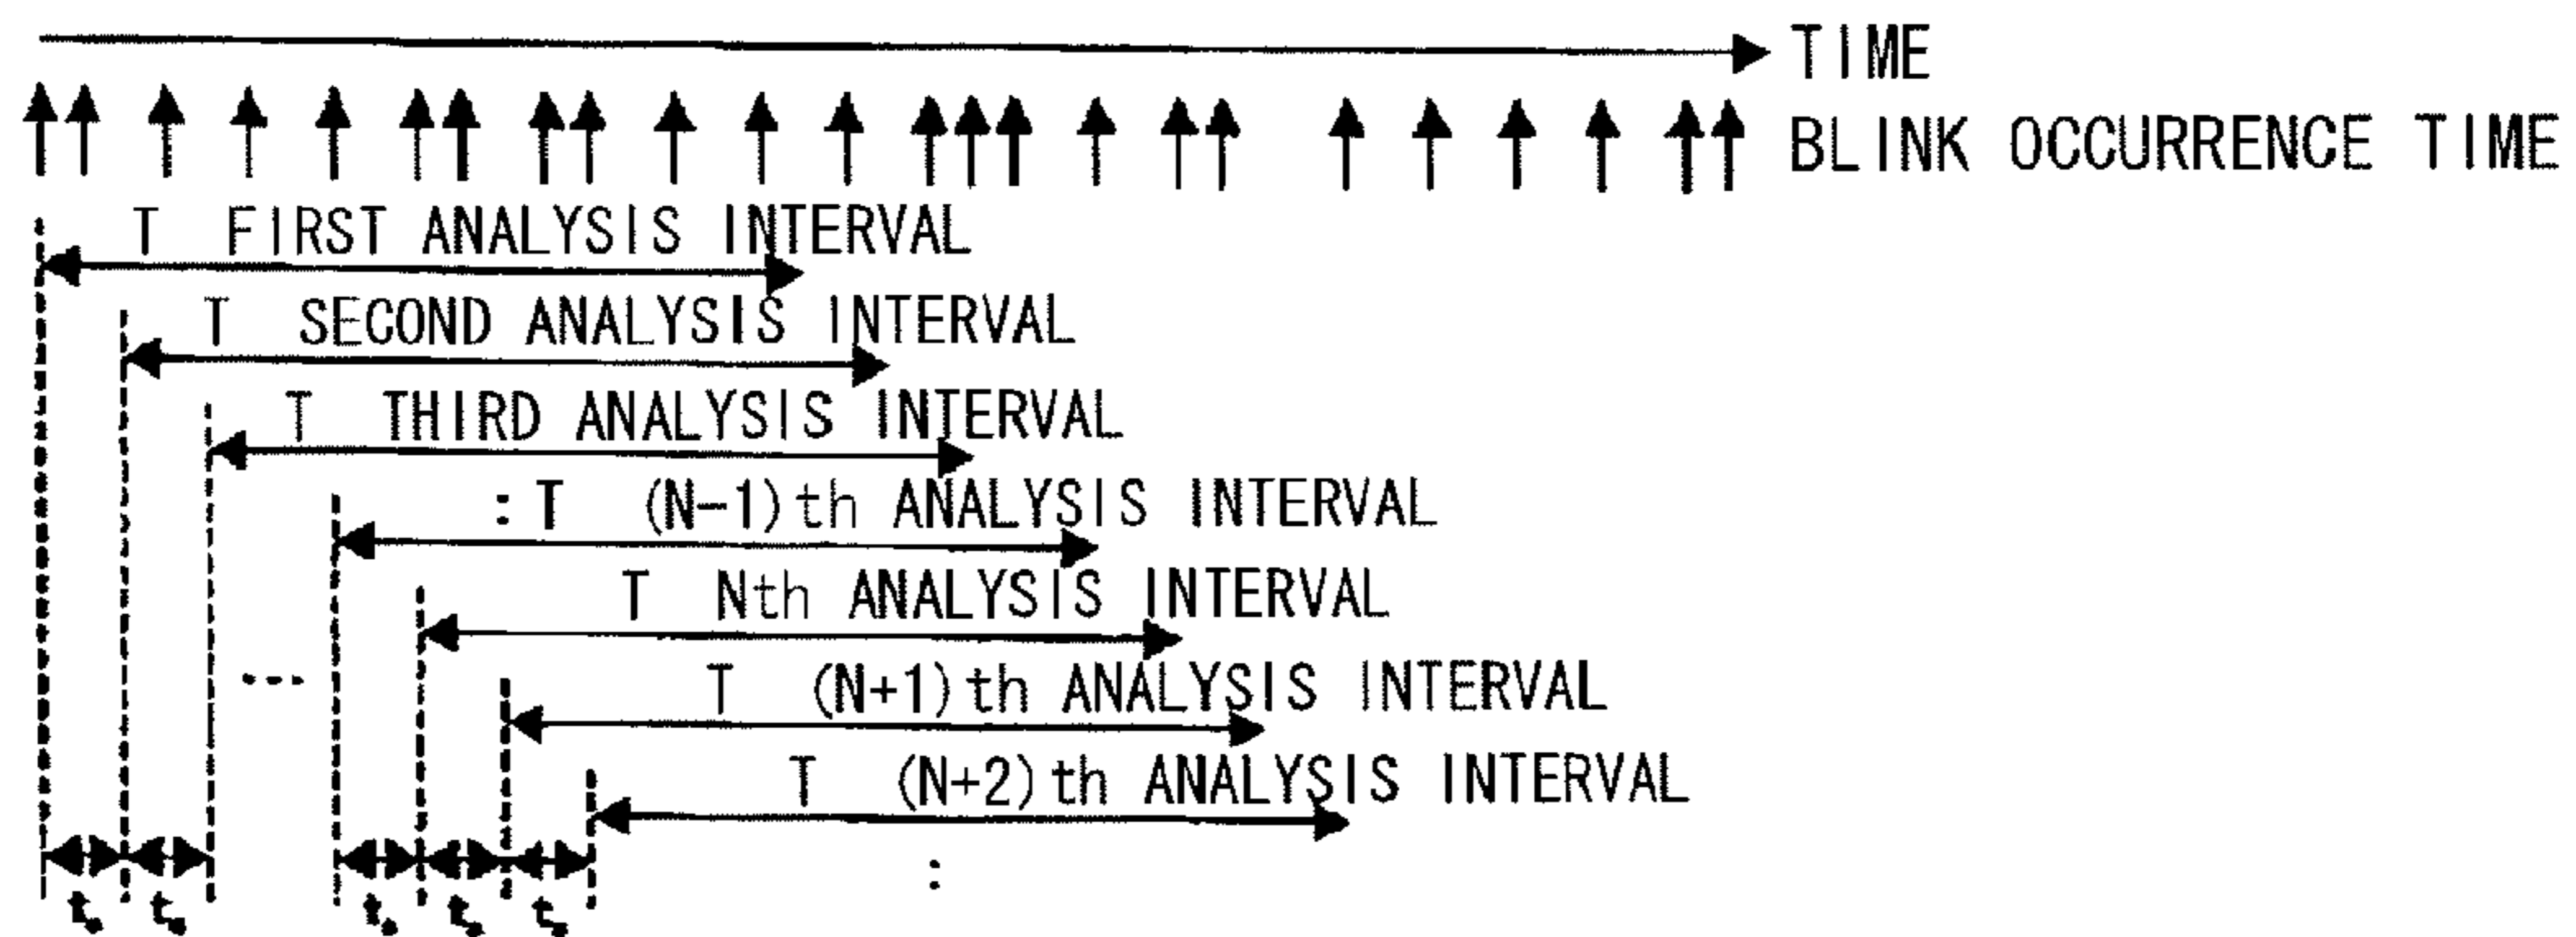 TIME
BLINK OCCURRENCE TIME
T FIRST ANALYSIS INTERVAL
T SECOND ANALYSIS INTERVAL
T THIRD ANALYSIS INTERVAL
: T (N-1)th ANALYSIS INTERVAL
T Nth ANALYSIS INTERVAL
...
T (N+1)th ANALYSIS INTERVAL
T (N+2)th ANALYSIS INTERVAL
: